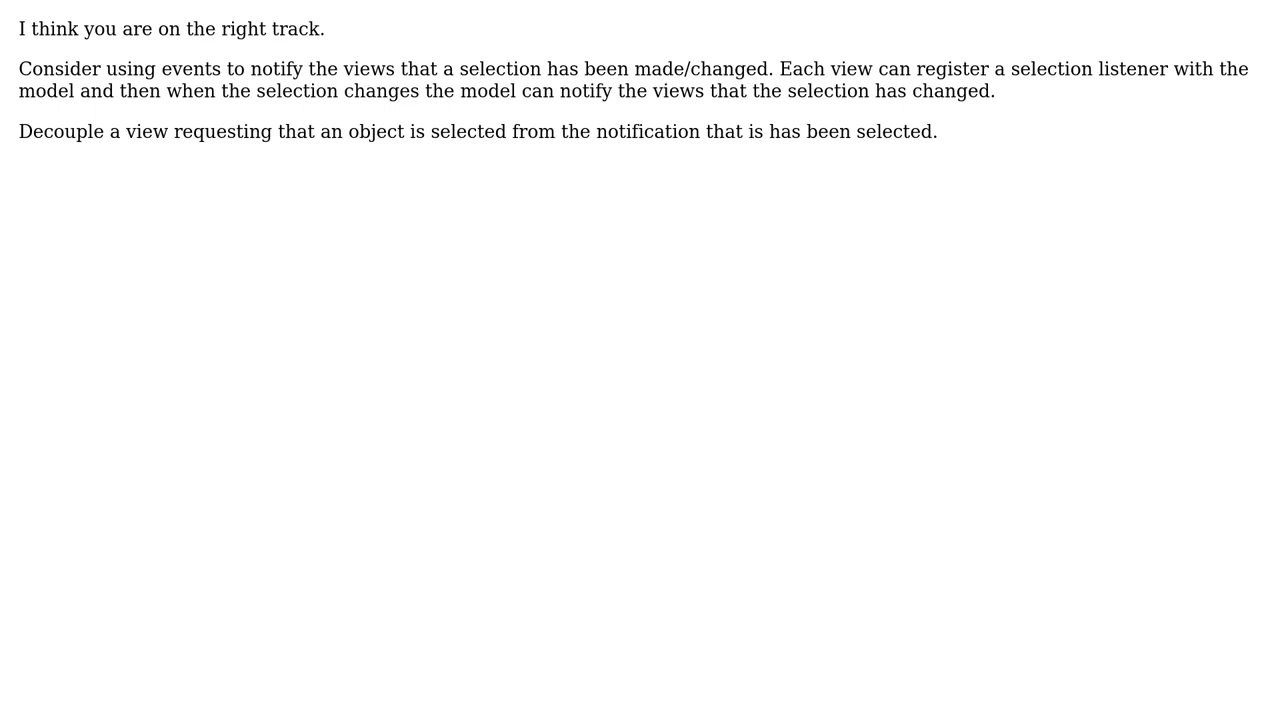 I think you are on the right track.
Consider using events to notify the views that a selection has been made/changed. Each view can register a selection listener with the
model and then when the selection changes the model can notify the views that the selection has changed.
Decouple a view requesting that an object is selected from the notification that is has been selected.